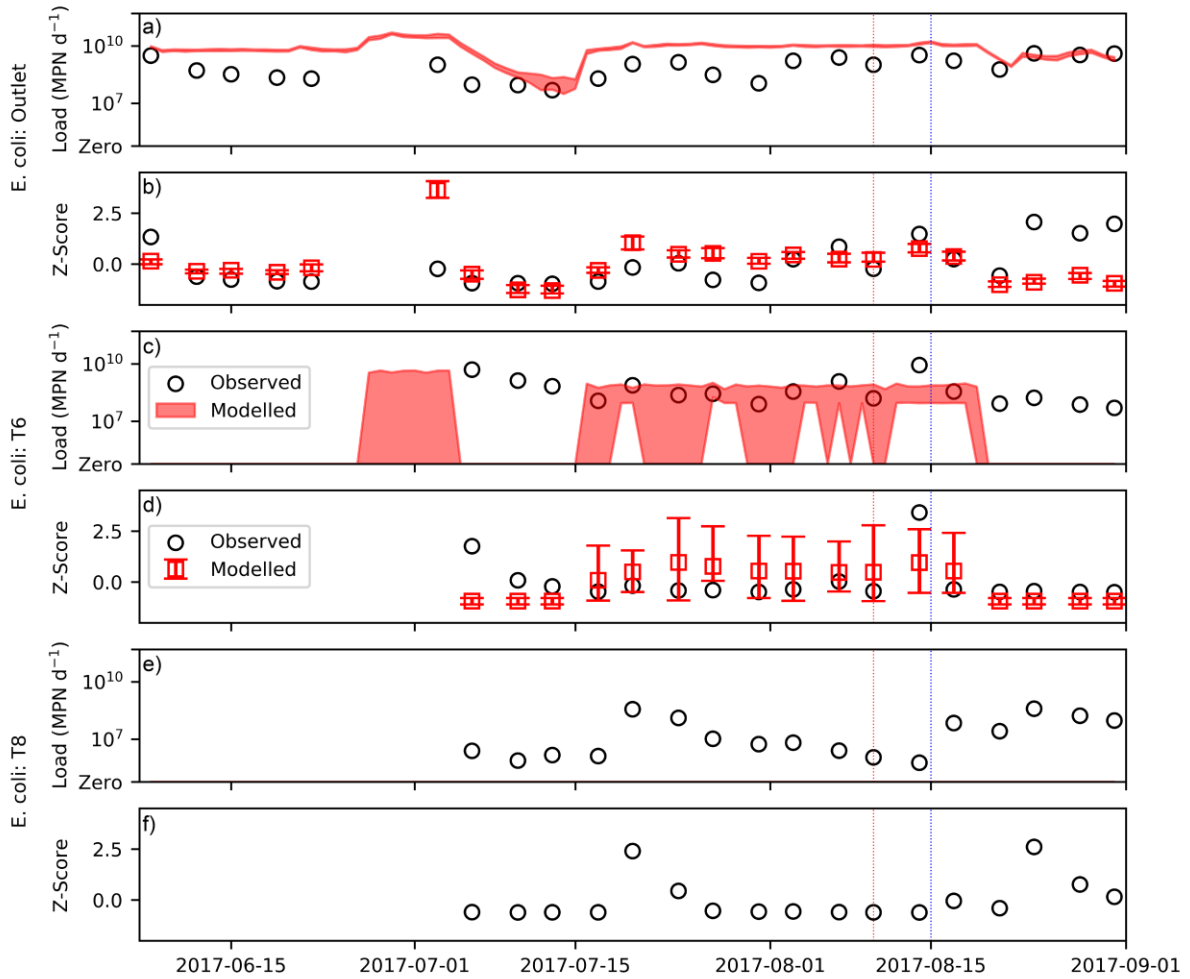 E. coli: Outlet
a)
Load (MPN d⁻¹)
10¹⁰
10⁷
Zero
b)
Z-Score
2.5
0.0
E. coli: T6
c)
Load (MPN d⁻¹)
10¹⁰
10⁷
Zero
Observed
Modelled
d)
Z-Score
2.5
0.0
Observed
Modelled
E. coli: T8
e)
Load (MPN d⁻¹)
10¹⁰
10⁷
Zero
f)
Z-Score
2.5
0.0
2017-06-15 2017-07-01 2017-07-15 2017-08-01 2017-08-15 2017-09-01